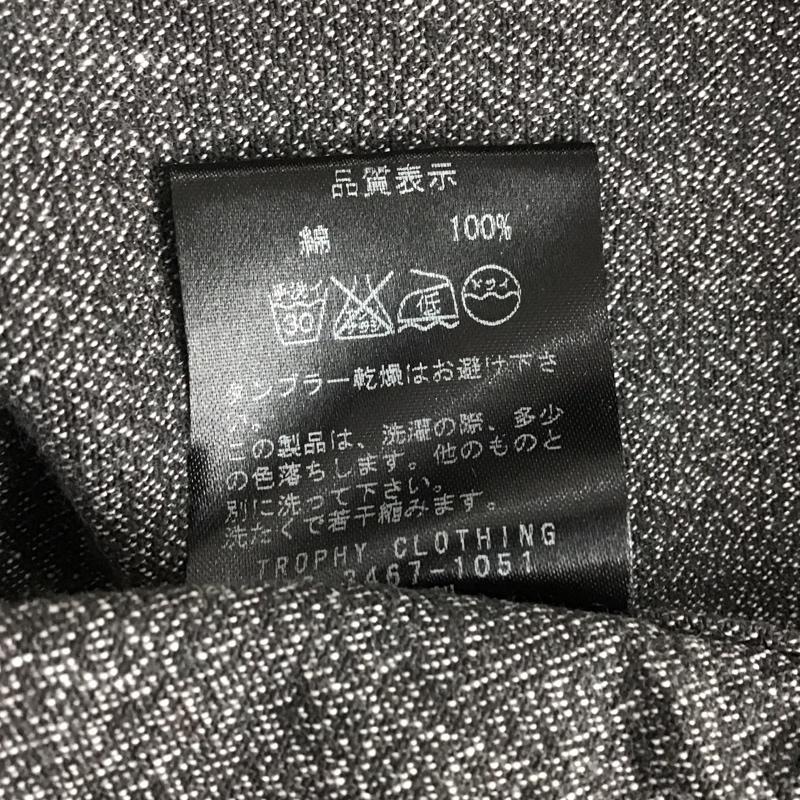 品質表示
綿 100%
手洗イ 30 低 ドライ
タンブラー乾燥はお避け下さ
い。
この製品は、洗濯の際、多少
の色落ちします。他のものと
別に洗って下さい。
洗たくで若干縮みます。
TROPHY CLOTHING
3467-1051